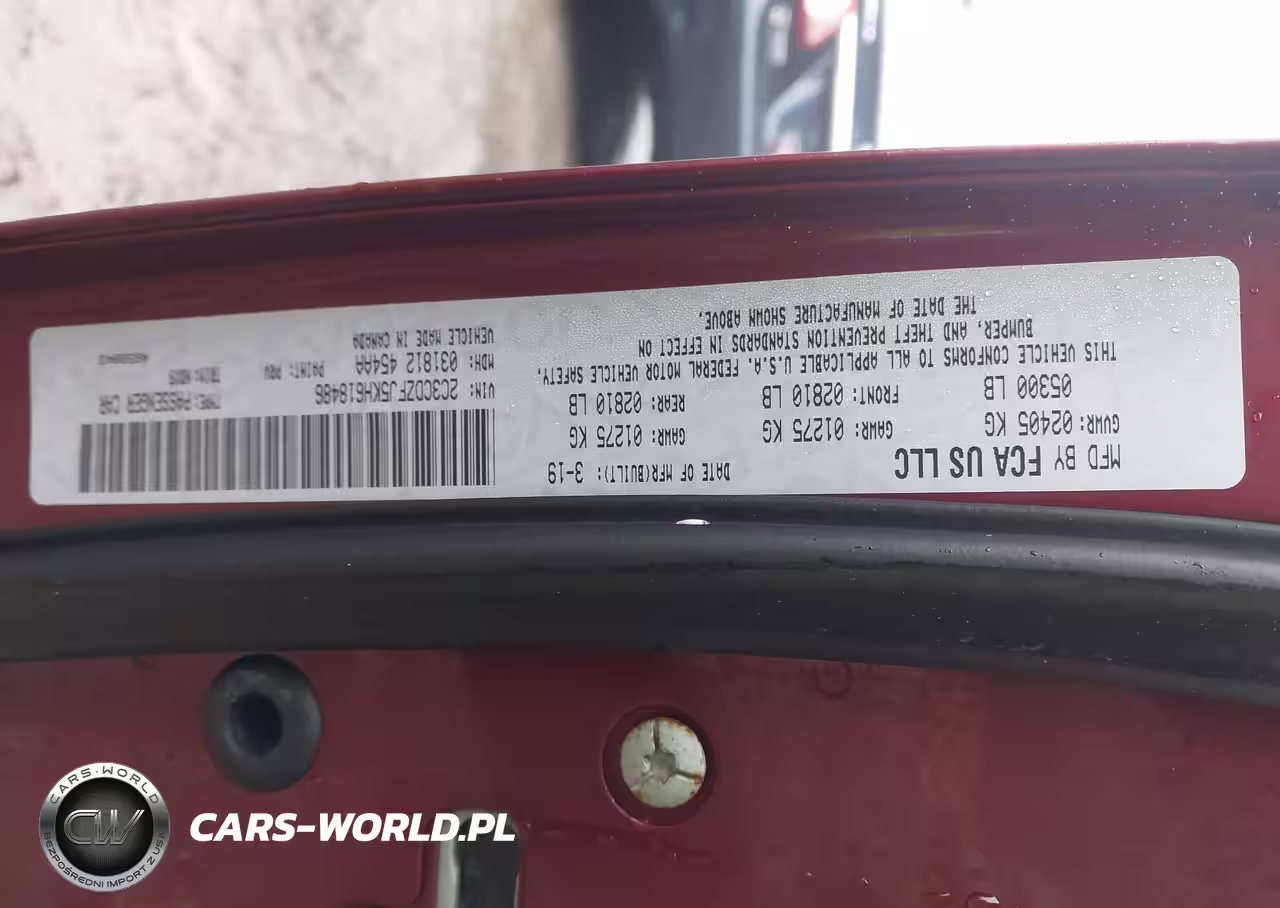 MFD BY FCA US LLC
DATE OF MFR(BUILT): 3-19
GVWR: 02405 KG
GAWR: 01275 KG
GAWR: 01275 KG
05300 LB
FRONT: 02810 LB
REAR: 02810 LB
THIS VEHICLE CONFORMS TO ALL APPLICABLE U.S.A. FEDERAL MOTOR VEHICLE SAFETY,
BUMPER, AND THEFT PREVENTION STANDARDS IN EFFECT ON
THE DATE OF MANUFACTURE SHOWN ABOVE.
VIN: 2C3CDZFJ5KH618486
TYPE: PASSENGER CAR
MDH: 031812 454AA
PAINT: PRV
VEHICLE MADE IN CANADA
CARS-WORLD
CW
BEZPOŚREDNI IMPORT Z USA
CARS-WORLD.PL